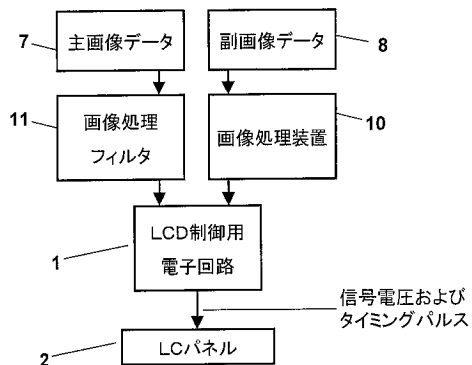 7
主画像データ
副画像データ
8
11
画像処理
フィルタ
画像処理装置
10
1
LCD制御用
電子回路
信号電圧および
タイミングパルス
2
LCパネル